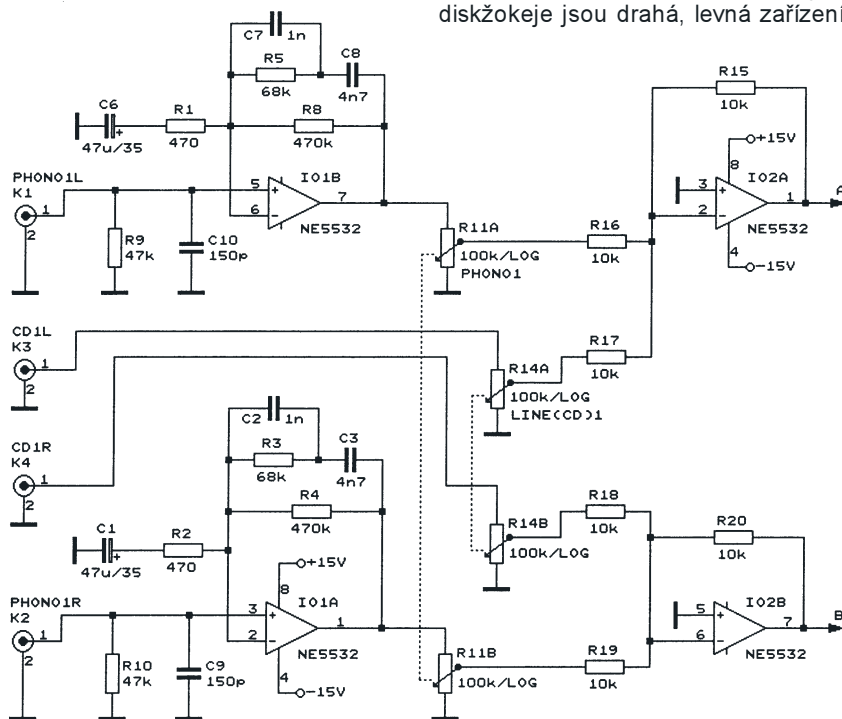 diskžokeje jsou drahá, levná zařízení
C7
1n
R5
68k
C8
4n7
R15
10k
C6
47u/35
+
R1
470
R8
470k
+15V
8
PHONO1L
K1
1
2
5
+
6
-
IO1B
7
NE5532
IO2A
3
+
2
-
1
A
NE5532
4
-15V
R9
47k
C10
150p
R11A
100k/LOG
PHONO1
R16
10k
CD1L
K3
1
2
R17
10k
R14A
100k/LOG
LINE(CD)1
C2
1n
R3
68k
C3
4n7
CD1R
K4
1
2
R4
470k
R14B
100k/LOG
R18
10k
R20
10k
C1
47u/35
+
R2
470
+15V
8
PHONO1R
K2
1
2
3
+
2
-
IO1A
1
NE5532
4
-15V
IO2B
5
+
6
-
7
B
NE5532
R10
47k
C9
150p
R11B
100k/LOG
R19
10k